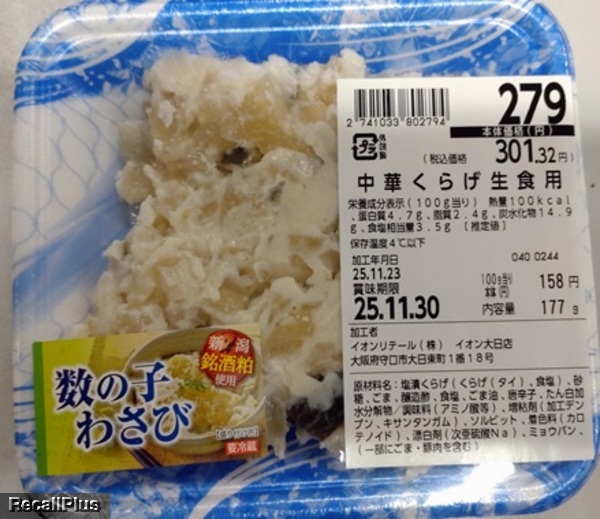 2 741033 802794
279
本体価格(円)
プラ
(税込価格 301.32円)
中華くらげ生食用
栄養成分表示(100g当り) 熱量100kcal
、蛋白質4.7g、脂質2.4g、炭水化物14.9
g、食塩相当量3.5g [推定値]
保存温度4℃以下
加工年月日 040 0244
25.11.23
100g当り 158円
賞味期限
25.11.30
内容量 177g
加工者
イオンリテール(株) イオン大日店
大阪府守口市大日東町1番18号
原材料名:塩漬くらげ(くらげ(タイ)、食塩)、砂
糖、ごま、醸造酢、食塩、ごま油、唐辛子、たん白加
水分解物/調味料(アミノ酸等)、増粘剤(加工デン
プン、キサンタンガム)、ソルビット、着色料(カロ
テノイド)、漂白剤(次亜硫酸Na)、ミョウバン、
(一部にごま・豚肉を含む)
新潟
銘酒粕
使用
数の子
わさび
要冷蔵
RecallPlus